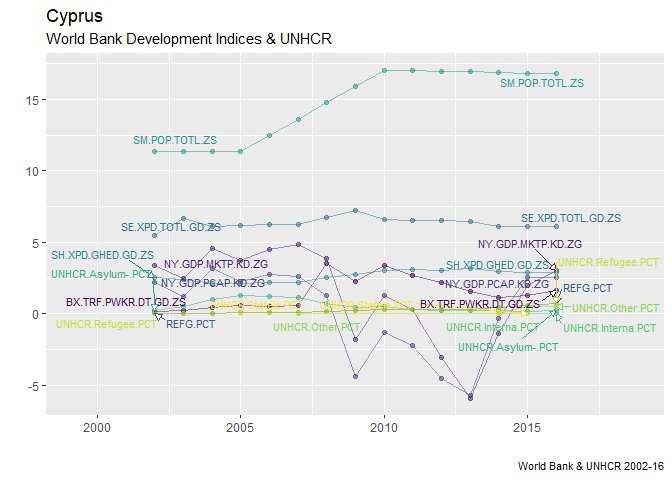 Cyprus
World Bank Development Indices & UNHCR
15
10
5
0
-5
SM.POP.TOTL.ZS
SM.POP.TOTL.ZS
SE.XPD.TOTL.GD.ZS
SE.XPD.TOTL.GD.ZS
NY.GDP.MKTP.KD.ZG
SH.XPD.GHED.GD.ZS
NY.GDP.MKTP.KD.ZG
SH.XPD.GHED.GD.ZS
UNHCR.Refugee.PCT
UNHCR.Asylum-.PCT
NY.GDP.PCAP.KD.ZG
NY.GDP.PCAP.KD.ZG
REFG.PCT
BX.TRF.PWKR.DT.GD.ZS
BX.TRF.PWKR.DT.GD.ZS
UNHCR.Other.PCT
UNHCR.Refugee.PCT
REFG.PCT
UNHCR.Other.PCT
UNHCR.Interna.PCT
UNHCR.Interna.PCT
UNHCR.Asylum-.PCT
2000
2005
2010
2015
World Bank & UNHCR 2002-16